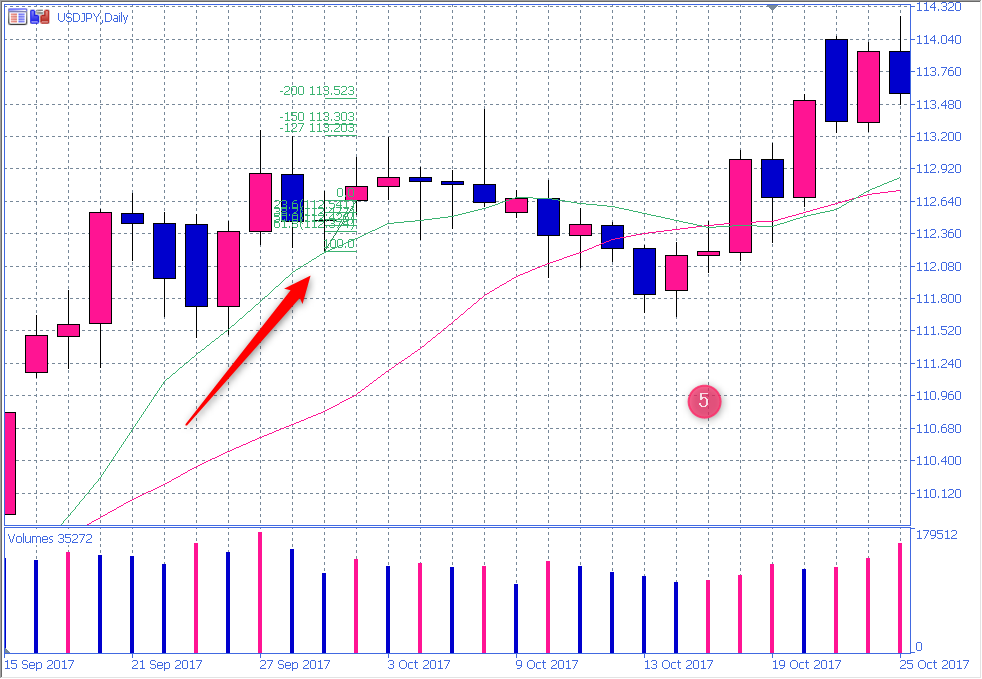 USDJPY,Daily
114.320
114.040
113.760
113.480
113.200
112.920
112.640
112.360
112.080
111.800
111.520
111.240
110.960
110.680
110.400
110.120
-200 113.523
-150 113.303
-127 113.203
100.0
5
Volumes 35272
179512
0
15 Sep 2017
21 Sep 2017
27 Sep 2017
3 Oct 2017
9 Oct 2017
13 Oct 2017
19 Oct 2017
25 Oct 2017